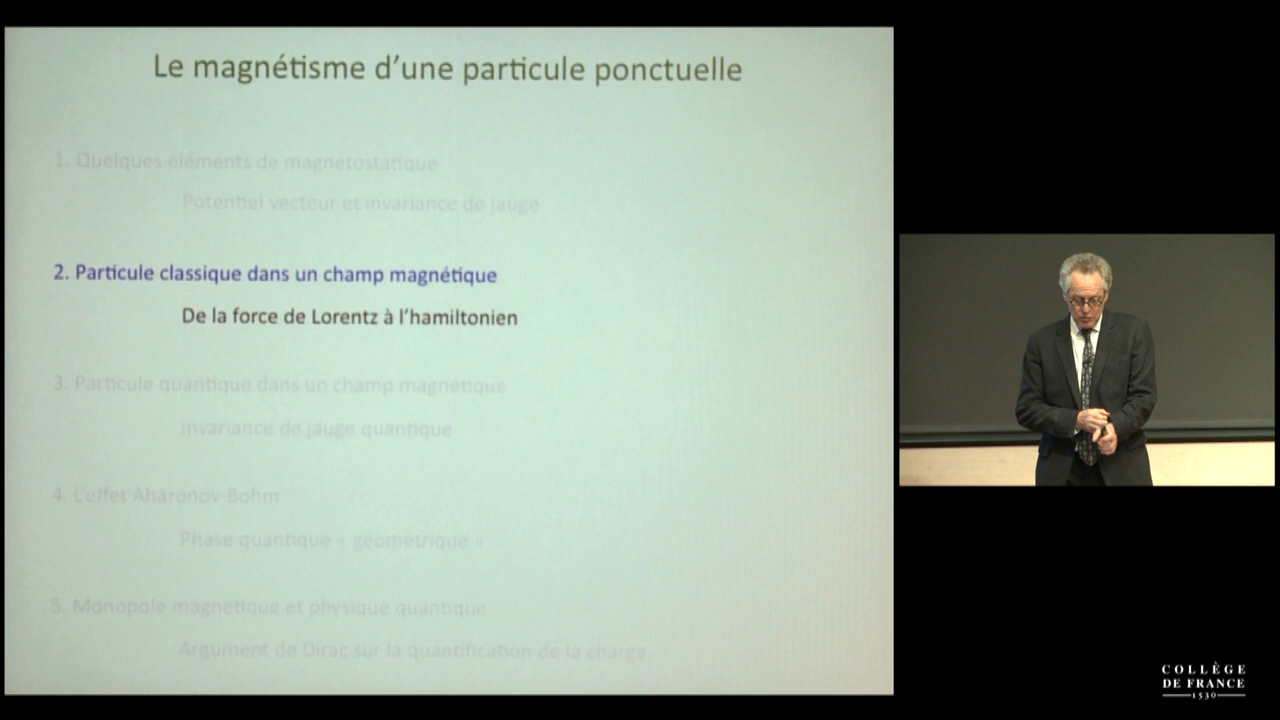 Le magnétisme d'une particule ponctuelle
1. Quelques éléments de magnétostatique
Potentiel vecteur et invariance de jauge
2. Particule classique dans un champ magnétique
De la force de Lorentz à l'hamiltonien
3. Particule quantique dans un champ magnétique
Invariance de jauge quantique
4. L'effet Aharonov-Bohm
Phase quantique « géométrique »
5. Monopole magnétique et physique quantique
Argument de Dirac sur la quantification de la charge
COLLÈGE
DE FRANCE
1530